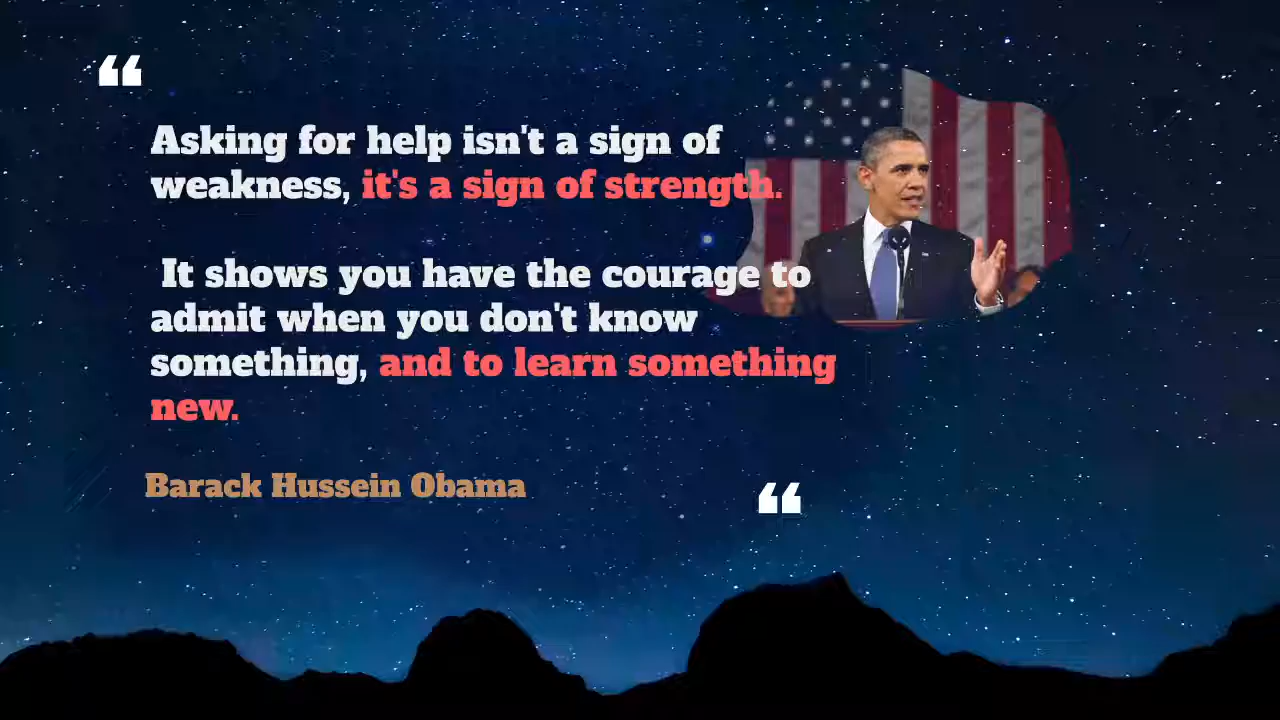 ❝
Asking for help isn't a sign of
weakness, it's a sign of strength.
It shows you have the courage to
admit when you don't know
something, and to learn something
new.
Barack Hussein Obama
❝